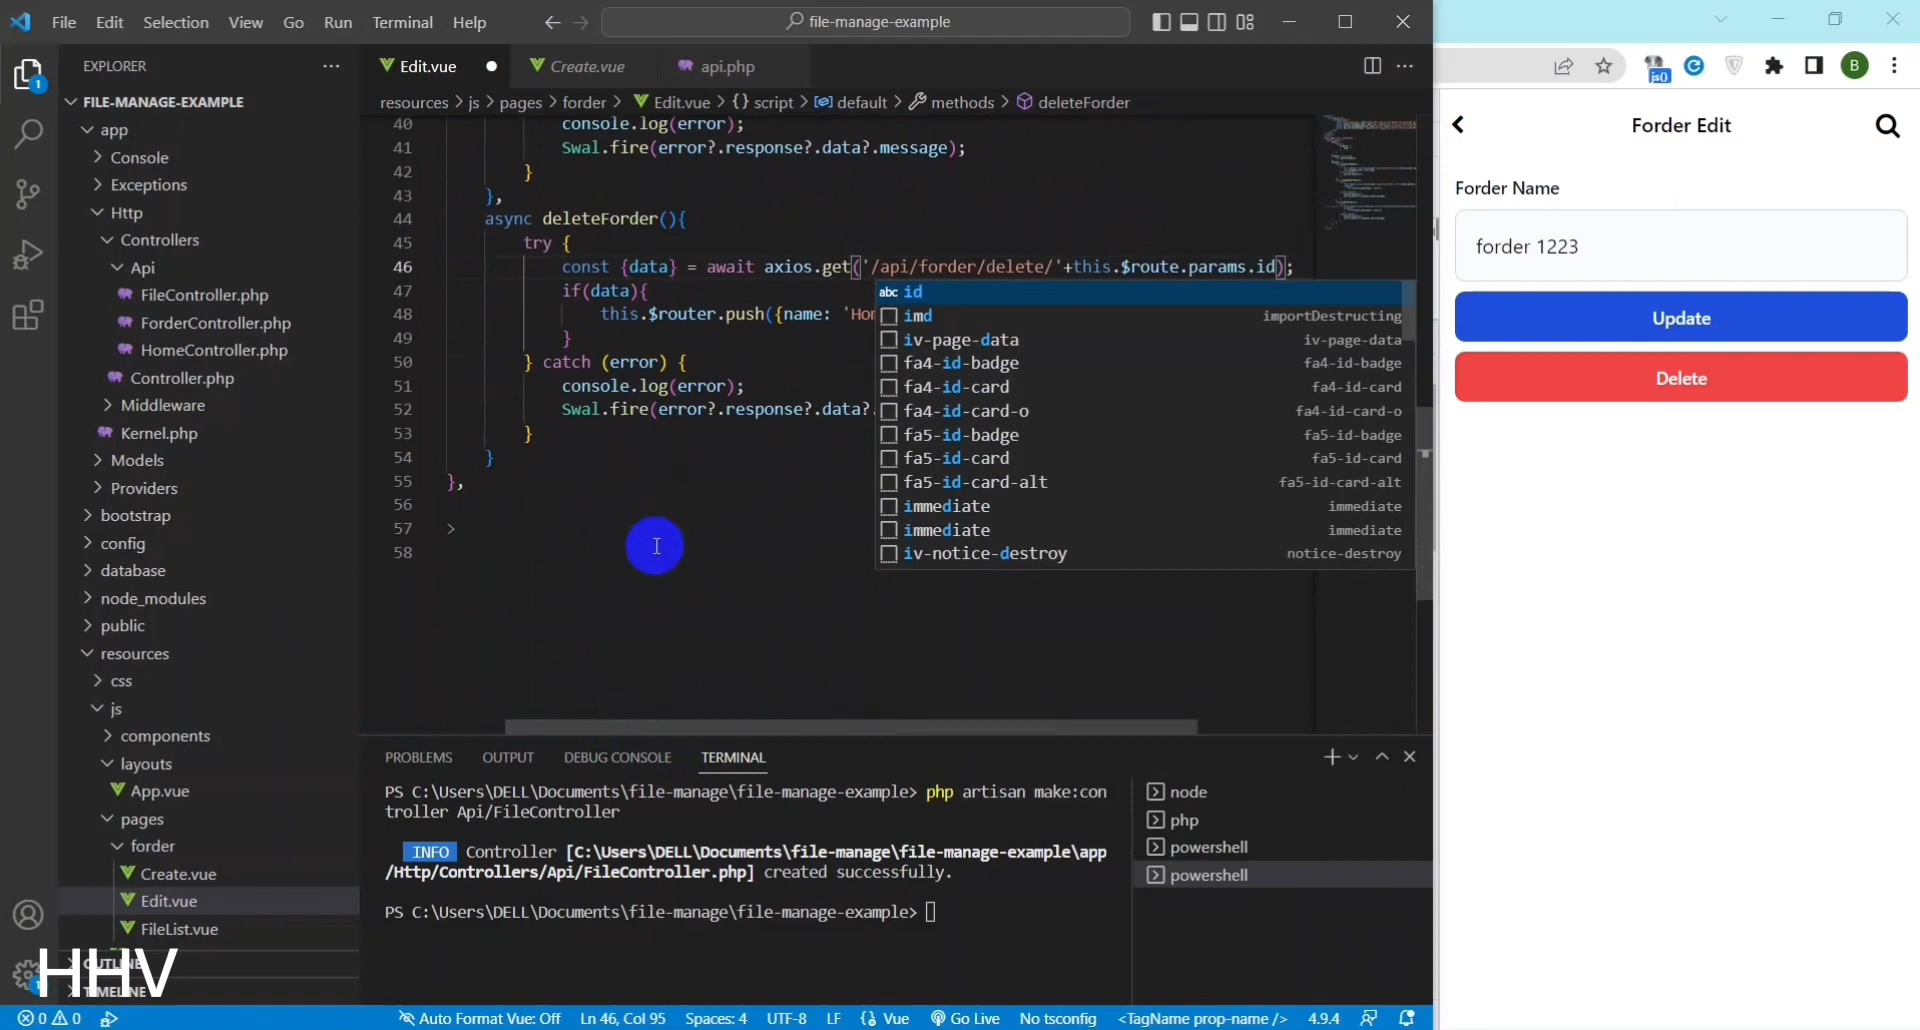 File Edit Selection View Go Run Terminal Help file-manage-example
EXPLORER
FILE-MANAGE-EXAMPLE
app
Console
Exceptions
Http
Controllers
Api
FileController.php
ForderController.php
HomeController.php
Controller.php
Middleware
Kernel.php
Models
Providers
bootstrap
config
database
node_modules
public
resources
css
js
components
layouts
App.vue
pages
forder
Create.vue
Edit.vue
FileList.vue
OUTLINE
TIMELINE
HHV
Edit.vue Create.vue api.php
resources > js > pages > forder > Edit.vue > {} script > default > methods > deleteForder
40 console.log(error);
41 Swal.fire(error?.response?.data?.message);
42 }
43 },
44 async deleteForder(){
45 try {
46 const {data} = await axios.get('/api/forder/delete/'+this.$route.params.id);
47 if(data){
48 this.$router.push({name: 'Hom
49 }
50 } catch (error) {
51 console.log(error);
52 Swal.fire(error?.response?.data?.
53 }
54 }
55 },
56
57 >
58
abc id
imd importDestructing
iv-page-data iv-page-data
fa4-id-badge fa4-id-badge
fa4-id-card fa4-id-card
fa4-id-card-o fa4-id-card-o
fa5-id-badge fa5-id-badge
fa5-id-card fa5-id-card
fa5-id-card-alt fa5-id-card-alt
immediate immediate
immediate immediate
iv-notice-destroy notice-destroy
PROBLEMS OUTPUT DEBUG CONSOLE TERMINAL
PS C:\Users\DELL\Documents\file-manage\file-manage-example> php artisan make:con
troller Api/FileController
INFO Controller [C:\Users\DELL\Documents\file-manage\file-manage-example\app
/Http/Controllers/Api/FileController.php] created successfully.
PS C:\Users\DELL\Documents\file-manage\file-manage-example>
node
php
powershell
powershell
0 0 Auto Format Vue: Off Ln 46, Col 95 Spaces: 4 UTF-8 LF Vue Go Live No tsconfig <TagName prop-name /> 4.9.4
js() B
Forder Edit
Forder Name
forder 1223
Update
Delete